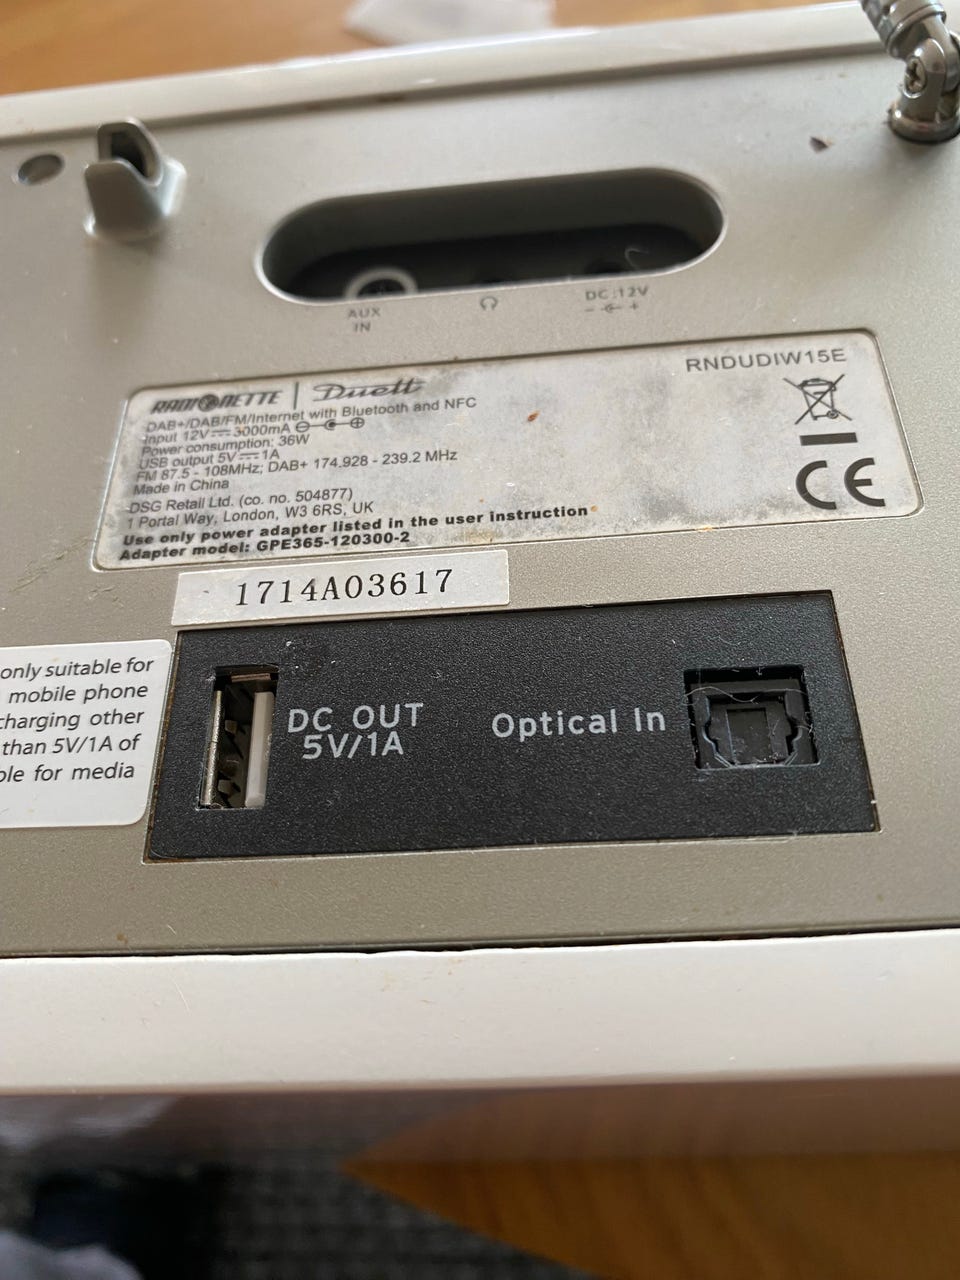 AUX
IN
DC 12V
- +
RADIONETTE | Duett
RNDUDIW15E
DAB+/DAB/FM/Internet with Bluetooth and NFC
Input 12V 3000mA
Power consumption: 36W
USB output 5V 1A
FM 87.5 - 108MHz; DAB+ 174.928 - 239.2 MHz
Made in China
DSG Retail Ltd. (co. no. 504877)
1 Portal Way, London, W3 6RS, UK
Use only power adapter listed in the user instruction
Adapter model: GPE365-120300-2
CE
1714A03617
only suitable for
mobile phone
charging other
than 5V/1A of
for media
DC OUT
5V/1A
Optical In